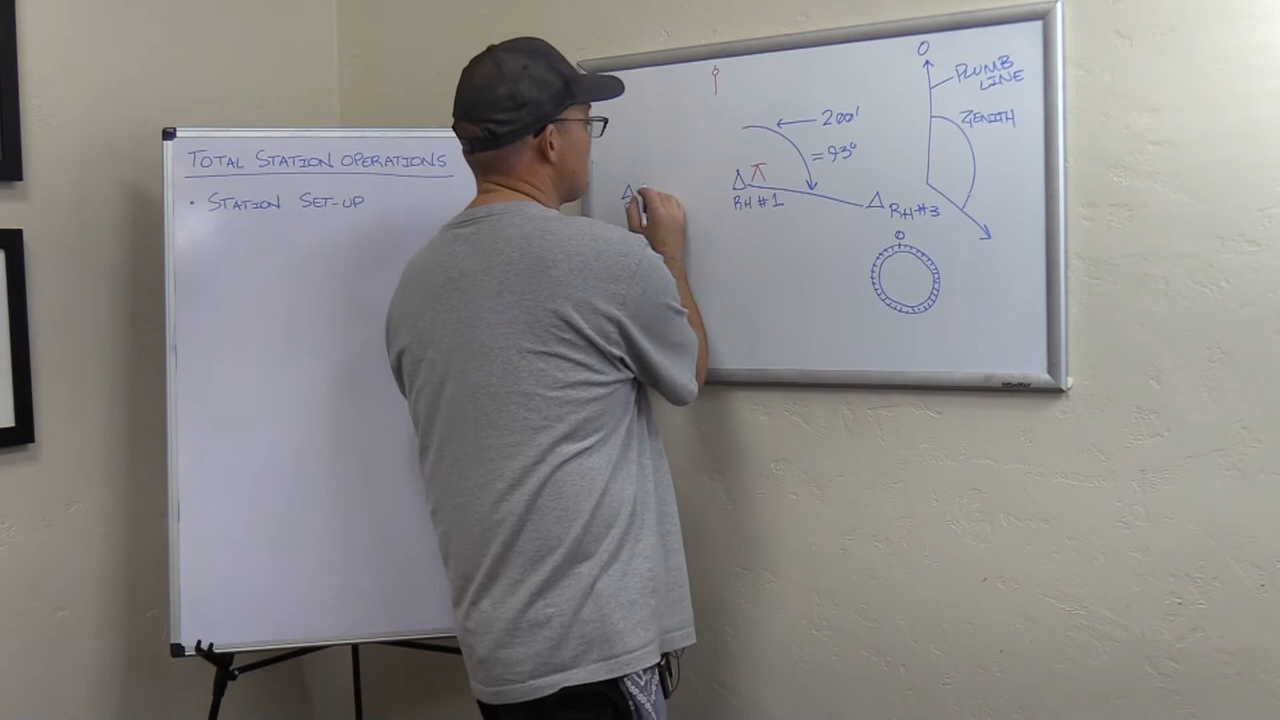 TOTAL STATION OPERATIONS
• STATION SET-UP
200'
= 93°
RH #1
RH #3
0
PLUMB
LINE
ZENITH
0